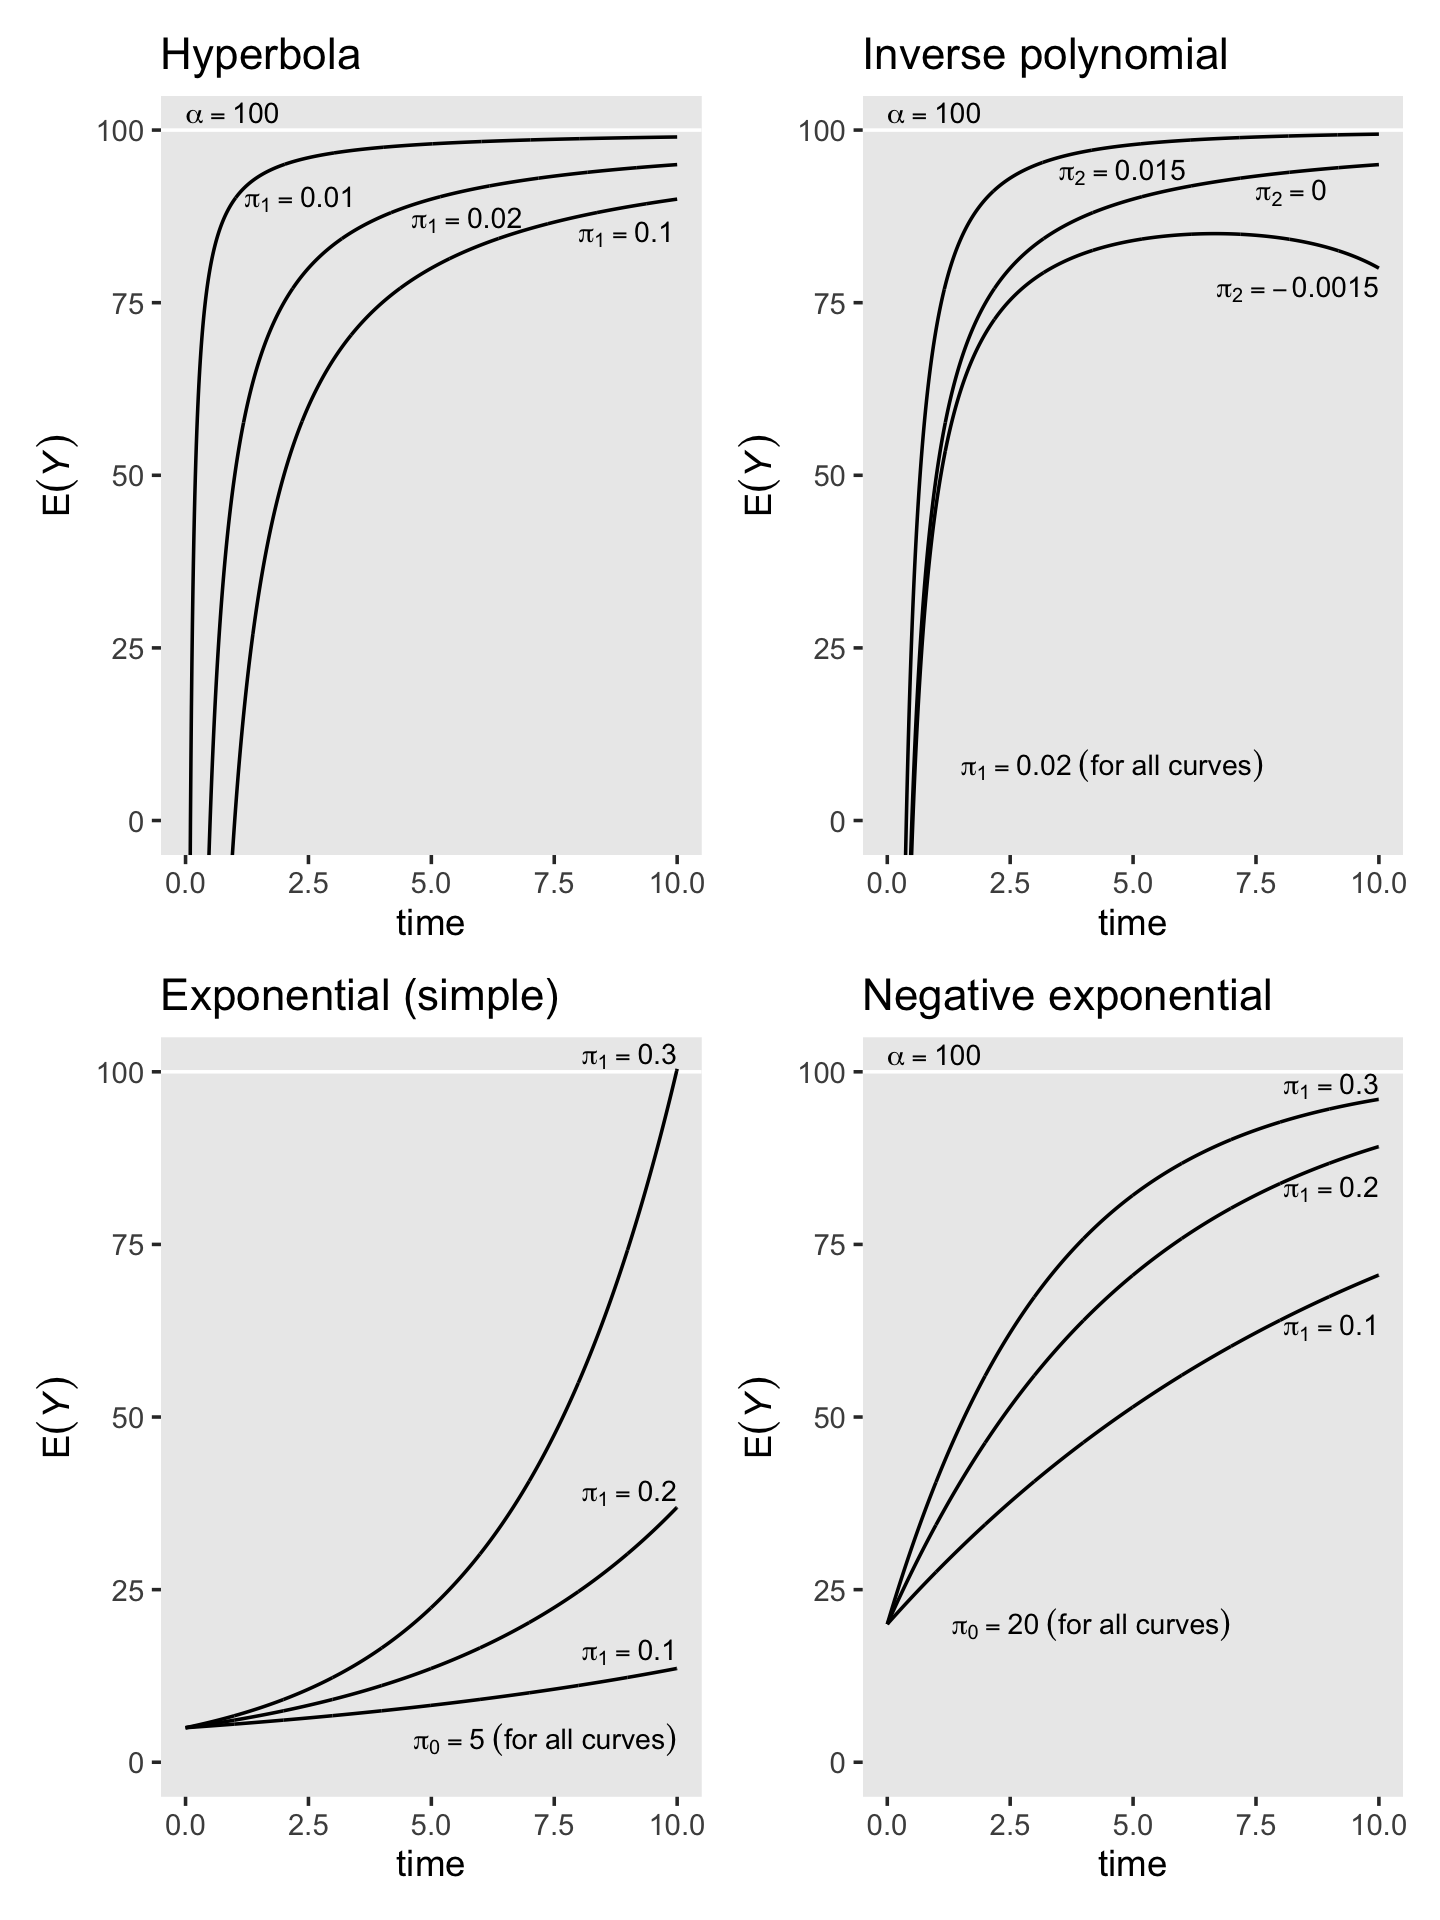 Hyperbola
α = 100
π1 = 0.01
π1 = 0.02
π1 = 0.1
100
75
50
25
0
E(Y)
0.0 2.5 5.0 7.5 10.0
time
Inverse polynomial
α = 100
π2 = 0.015
π2 = 0
π2 = −0.0015
π1 = 0.02 (for all curves)
100
75
50
25
0
E(Y)
0.0 2.5 5.0 7.5 10.0
time
Exponential (simple)
π1 = 0.3
π1 = 0.2
π1 = 0.1
π0 = 5 (for all curves)
100
75
50
25
0
E(Y)
0.0 2.5 5.0 7.5 10.0
time
Negative exponential
α = 100
π1 = 0.3
π1 = 0.2
π1 = 0.1
π0 = 20 (for all curves)
100
75
50
25
0
E(Y)
0.0 2.5 5.0 7.5 10.0
time